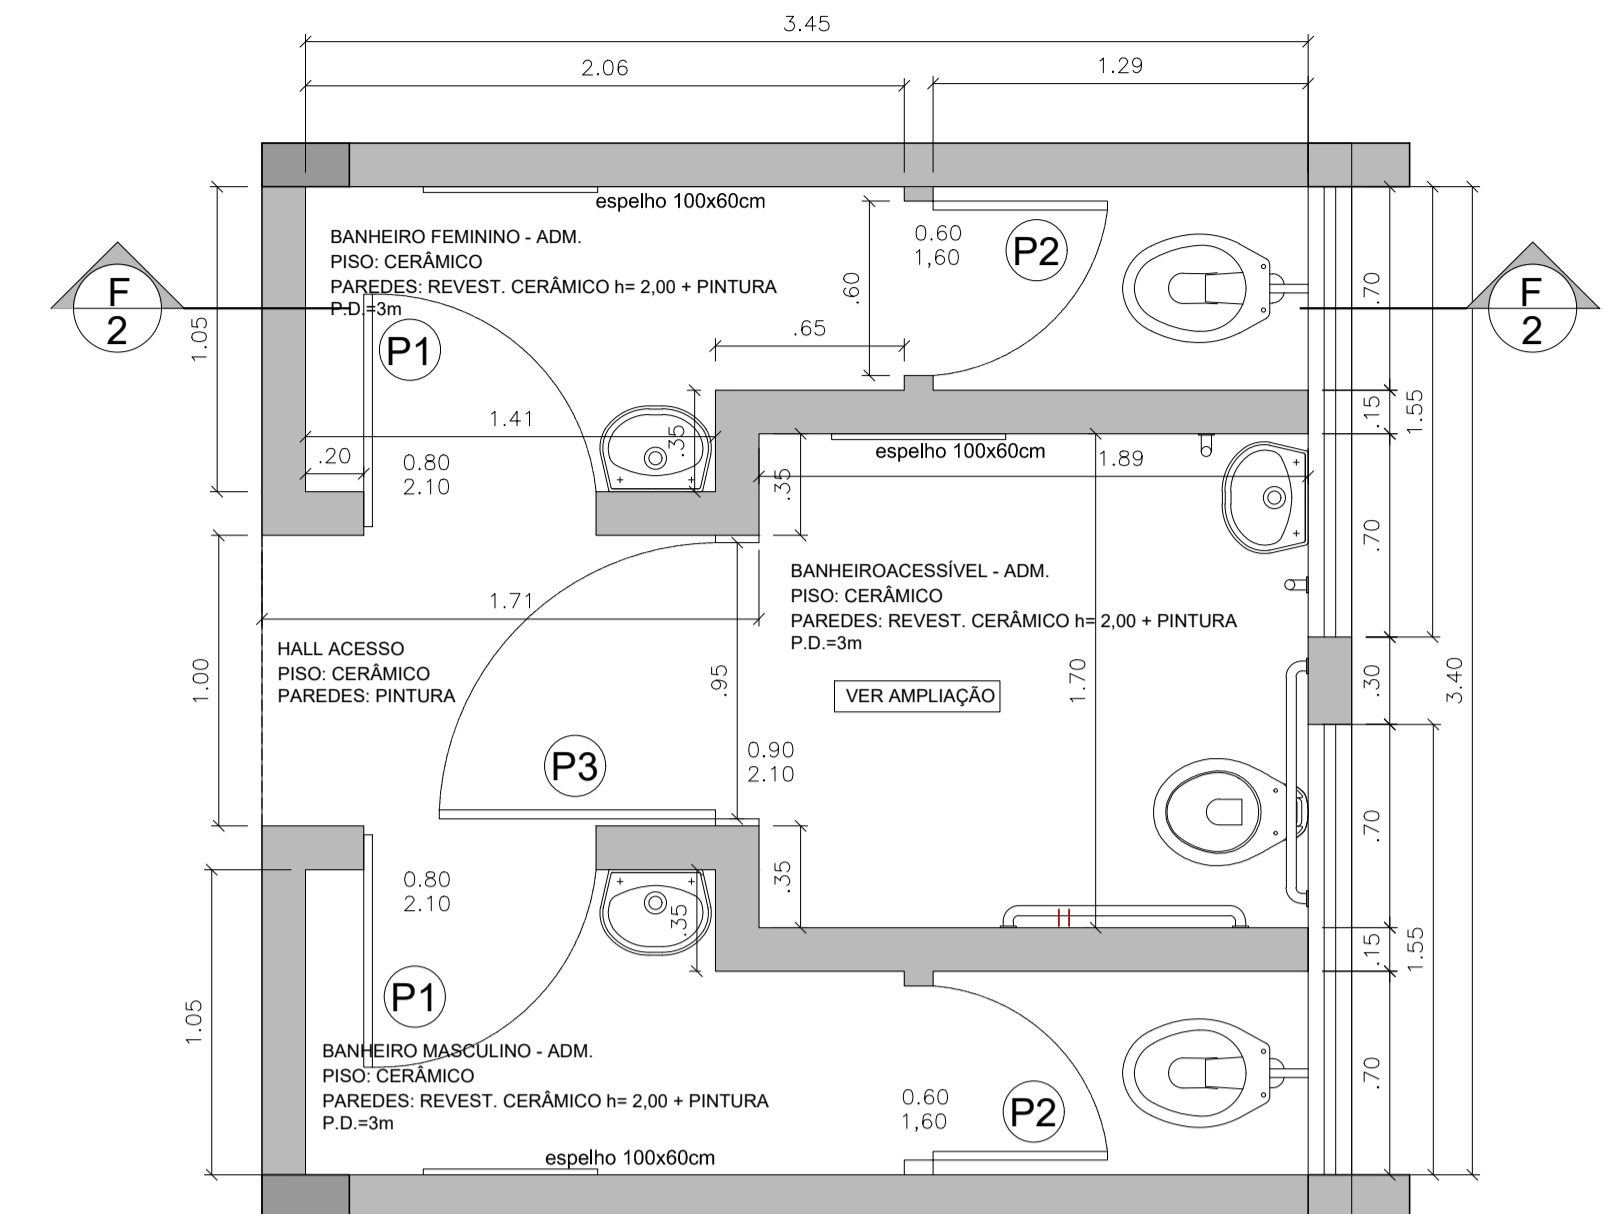 3.45
2.06
1.29
espelho 100x60cm
BANHEIRO FEMININO - ADM.
PISO: CERÂMICO
PAREDES: REVEST. CERÂMICO h= 2,00 + PINTURA
P.D.=3m
0.60
1,60
P2
F
2
F
2
.70
.60
1.05
P1
.65
1.41
.35
.15
1.55
.20
0.80
2.10
espelho 100x60cm
1.89
.35
.70
BANHEIROACESSÍVEL - ADM.
PISO: CERÂMICO
PAREDES: REVEST. CERÂMICO h= 2,00 + PINTURA
P.D.=3m
1.71
HALL ACESSO
PISO: CERÂMICO
PAREDES: PINTURA
1.00
.95
1.70
.30
3.40
VER AMPLIAÇÃO
P3
0.90
2.10
.70
0.80
2.10
.35
.35
.15
1.55
P1
1.05
BANHEIRO MASCULINO - ADM.
PISO: CERÂMICO
PAREDES: REVEST. CERÂMICO h= 2,00 + PINTURA
P.D.=3m
0.60
1,60
P2
.70
espelho 100x60cm